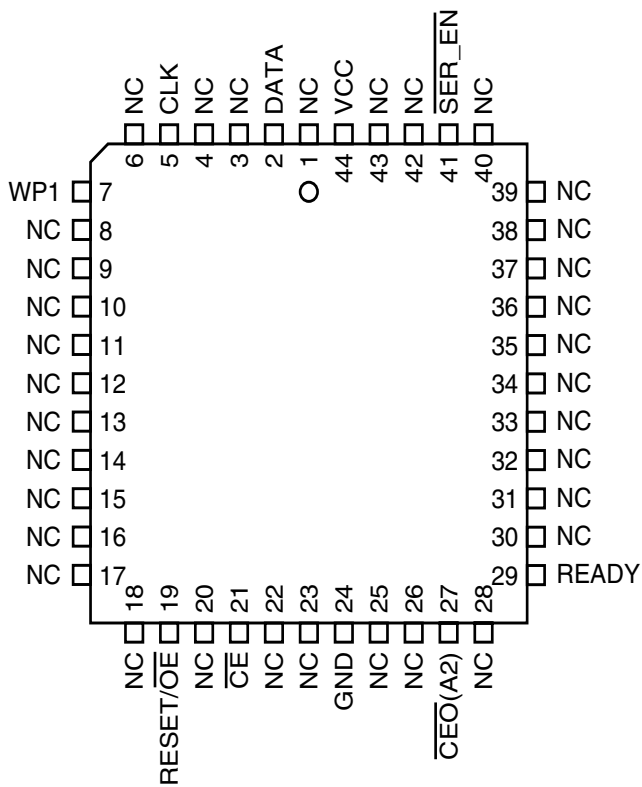 NC CLK NC NC DATA NC VCC NC NC SER_EN NC
6 5 4 3 2 1 44 43 42 41 40
WP1 7 39 NC
NC 8 38 NC
NC 9 37 NC
NC 10 36 NC
NC 11 35 NC
NC 12 34 NC
NC 13 33 NC
NC 14 32 NC
NC 15 31 NC
NC 16 30 NC
NC 17 29 READY
18 19 20 21 22 23 24 25 26 27 28
NC RESET/OE NC CE NC NC GND NC NC CEO(A2) NC